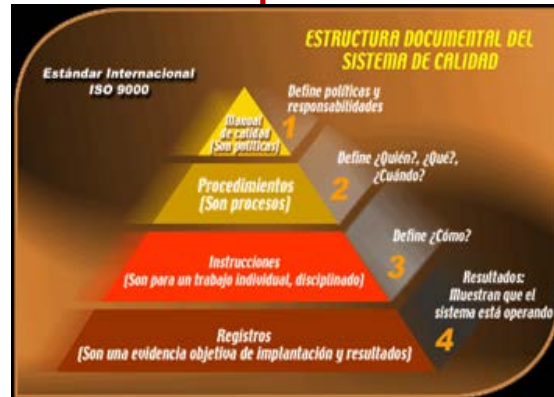 ESTRUCTURA DOCUMENTAL DEL
SISTEMA DE CALIDAD
Estándar Internacional
ISO 9000
Manual
de calidad
(Son políticas)
1
Define políticas y
responsabilidades
Procedimientos
(Son procesos)
2
Define ¿Quién?, ¿Qué?,
¿Cuándo?
Instrucciones
(Son para un trabajo individual, disciplinado)
3
Define ¿Cómo?
Registros
(Son una evidencia objetiva de implantación y resultados)
4
Resultados:
Muestran que el
sistema está operando